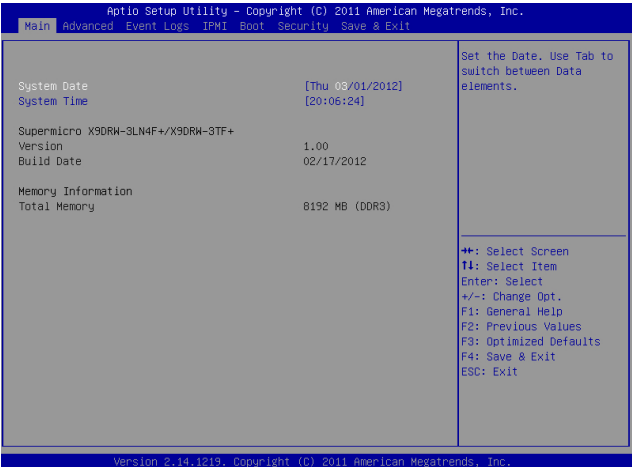 Aptio Setup Utility – Copyright (C) 2011 American Megatrends, Inc.
Main Advanced Event Logs IPMI Boot Security Save & Exit
Set the Date. Use Tab to
switch between Data
elements.
System Date [Thu 03/01/2012]
System Time [20:06:24]
Supermicro X9DRW-3LN4F+/X9DRW-3TF+
Version 1.00
Build Date 02/17/2012
Memory Information
Total Memory 8192 MB (DDR3)
→←: Select Screen
↑↓: Select Item
Enter: Select
+/-: Change Opt.
F1: General Help
F2: Previous Values
F3: Optimized Defaults
F4: Save & Exit
ESC: Exit
Version 2.14.1219. Copyright (C) 2011 American Megatrends, Inc.